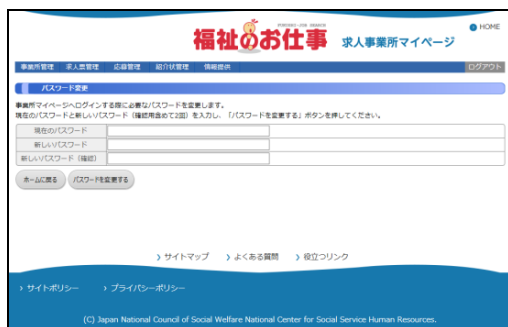 福祉のお仕事 求人事業所マイページ
HOME
事業所管理 求人票管理 応募管理 紹介状管理 情報提供 ログアウト
パスワード変更
事業所マイページへログインする際に必要なパスワードを変更します。
現在のパスワードと新しいパスワード（確認用含めて2回）を入力し、「パスワードを変更する」ボタンを押してください。
現在のパスワード
新しいパスワード
新しいパスワード（確認）
ホームに戻る パスワードを変更する
サイトマップ よくある質問 役立つリンク
サイトポリシー プライバシーポリシー
(C) Japan National Council of Social Welfare National Center for Social Service Human Resources.